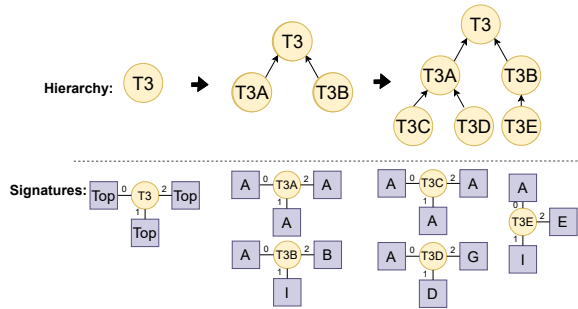 T3
T3
T3
T3A
T3B
Hierarchy:
T3
T3A
T3B
T3C
T3D
T3E
Signatures:
Top
0
T3
2
Top
1
Top
A
0
T3A
2
A
1
A
A
0
T3B
2
B
1
I
A
0
T3C
2
A
1
A
A
0
T3D
2
G
1
D
A
0
T3E
2
E
1
I